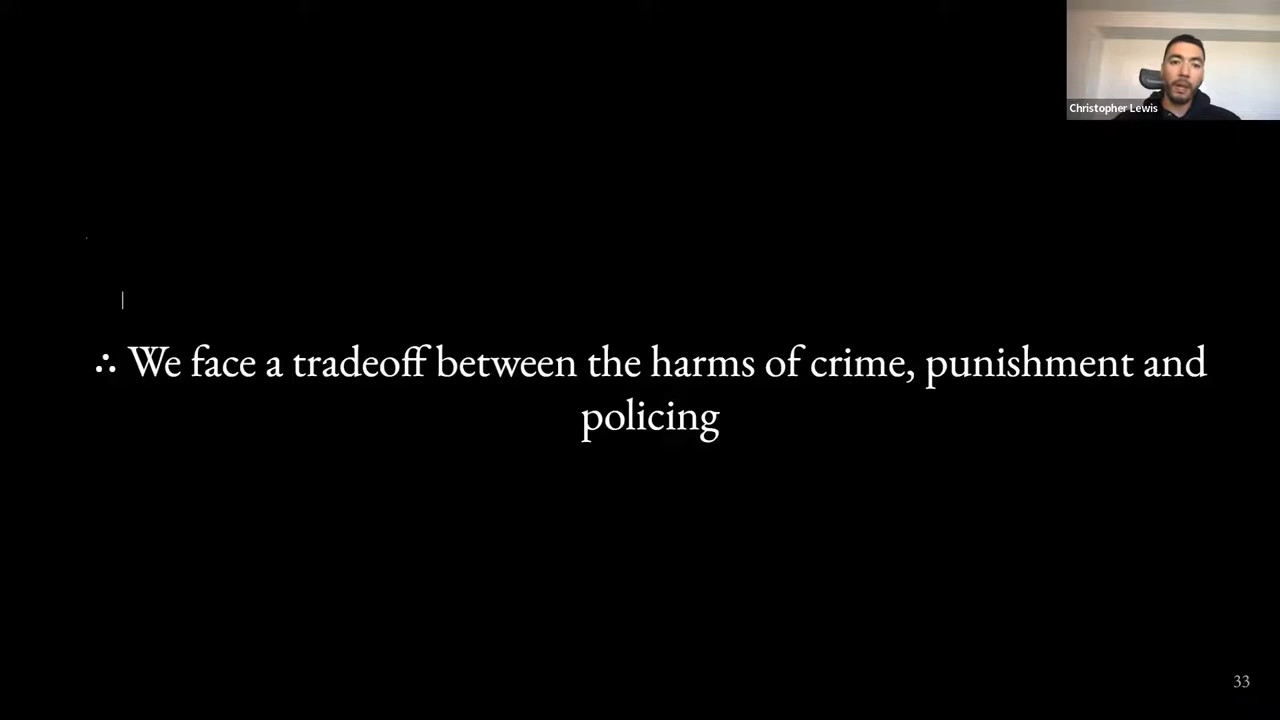 Christopher Lewis
∴ We face a tradeoff between the harms of crime, punishment and
policing
33